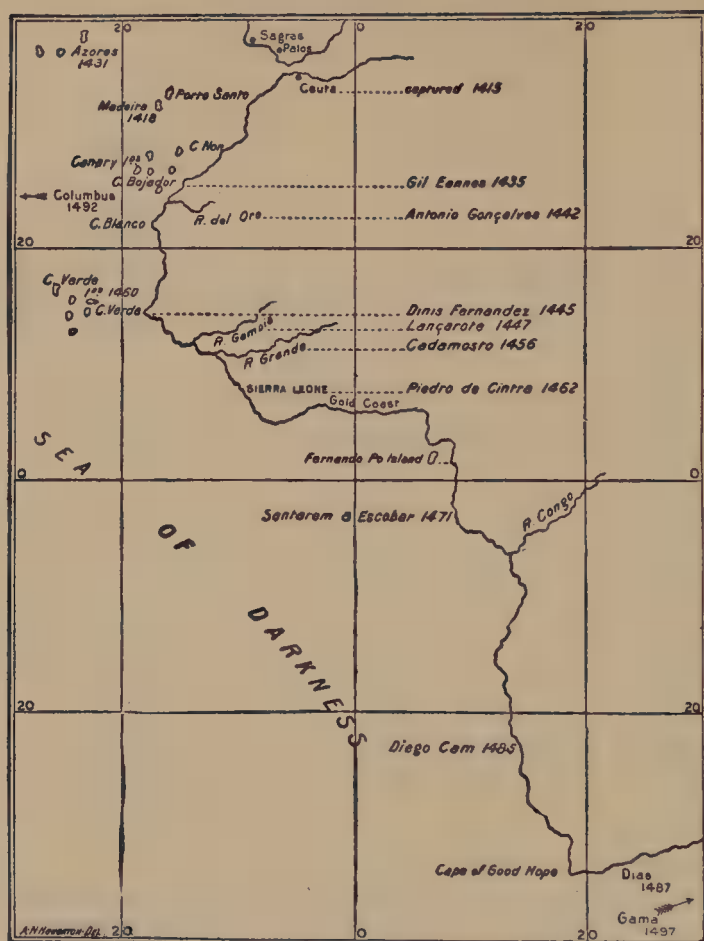 20
0
20
Sagras
Palos
Azores
1431
Ceuta
captured 1415
Porto Santo
Madeira
1418
C. Non
Canary Iˢ
C. Bojador
Gil Eannes 1435
Columbus
1492
R. del Oro
Antonio Gonçalves 1442
C. Blanco
20
20
C. Verde
Iˢ 1460
C. Verde
Dinis Fernandez 1445
R. Gambia
Lançarote 1447
R. Grande
Cadamosto 1456
SIERRA LEONE
Piedro de Cintra 1462
Gold Coast
Fernando Po Island
0
0
SEA
OF
DARKNESS
Santarem & Escobar 1471
R. Congo
20
20
Diego Cam 1485
Cape of Good Hope
Dias
1487
Gama
1497
20
0
20